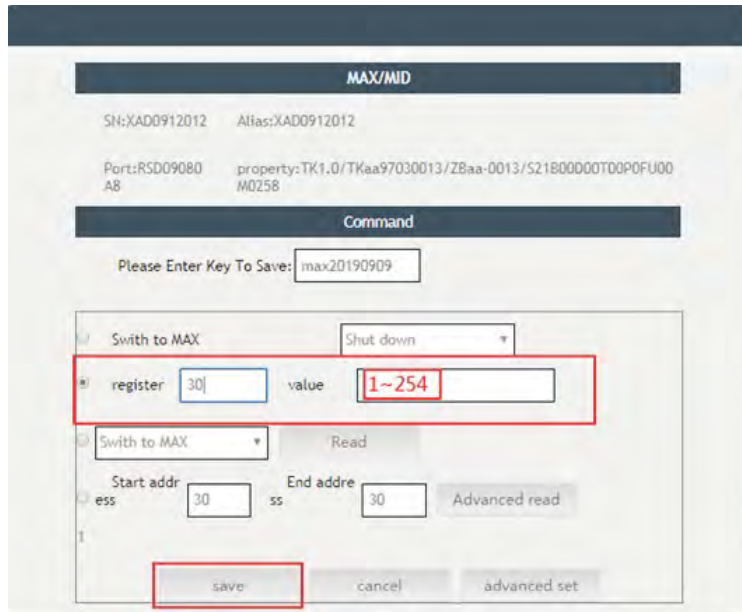 MAX/MID
SN:XAD0912012 Alias:XAD0912012
Port:RSD09080 property:TK1.0/TKaa97030013/ZBaa-0013/S21B00D00T00P0FU00
A8 M0258
Command
Please Enter Key To Save: max20190909
Swith to MAX Shut down
register 30 value 1~254
Swith to MAX Read
Start addr End addre
ess 30 ss 30 Advanced read
1
save cancel advanced set